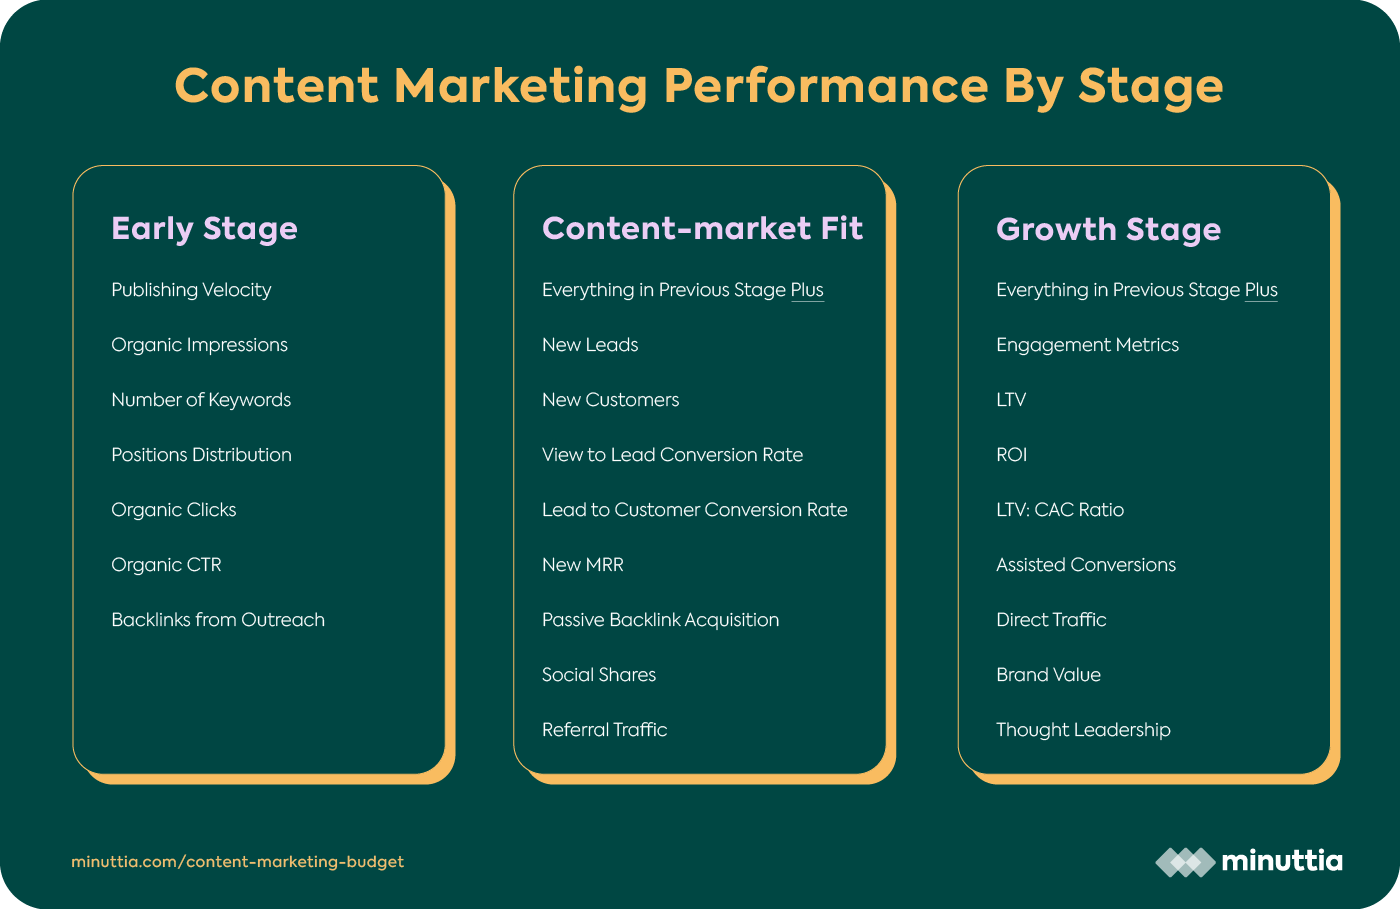 Content Marketing Performance By Stage
Early Stage
Publishing Velocity
Organic Impressions
Number of Keywords
Positions Distribution
Organic Clicks
Organic CTR
Backlinks from Outreach
Content-market Fit
Everything in Previous Stage Plus
New Leads
New Customers
View to Lead Conversion Rate
Lead to Customer Conversion Rate
New MRR
Passive Backlink Acquisition
Social Shares
Referral Traffic
Growth Stage
Everything in Previous Stage Plus
Engagement Metrics
LTV
ROI
LTV: CAC Ratio
Assisted Conversions
Direct Traffic
Brand Value
Thought Leadership
minuttia.com/content-marketing-budget
minuttia